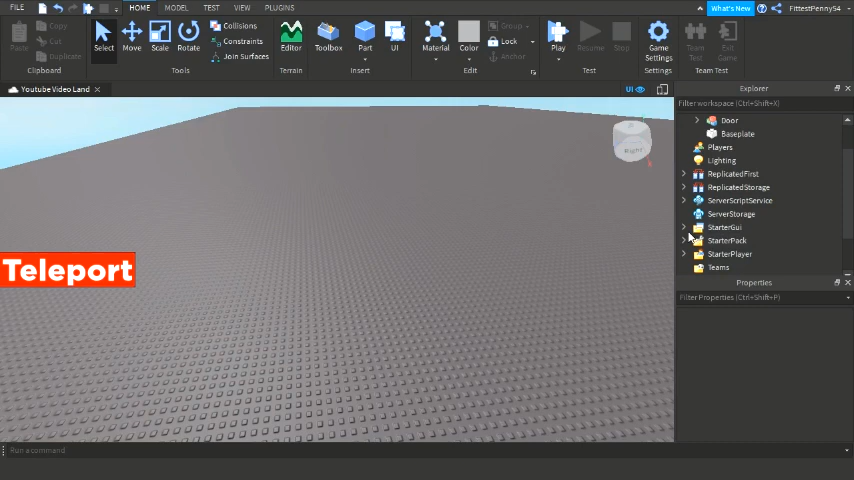 FILE HOME MODEL TEST VIEW PLUGINS What's New FittestPenny54
Copy
Cut
Duplicate
Paste Select Move Scale Rotate
Collisions
Constraints
Join Surfaces
Editor Toolbox Part UI Material Color
Group
Lock
Anchor
Play Resume Stop Game Settings Team Test Exit Game
Clipboard Tools Terrain Insert Edit Test Settings Team Test
Youtube Video Land UI Explorer
Filter workspace (Ctrl+Shift+X)
Door
Baseplate
Players
Lighting
ReplicatedFirst
ReplicatedStorage
ServerScriptService
ServerStorage
StarterGui
StarterPack
StarterPlayer
Teams
Properties
Filter Properties (Ctrl+Shift+P)
Right
Teleport
Run a command